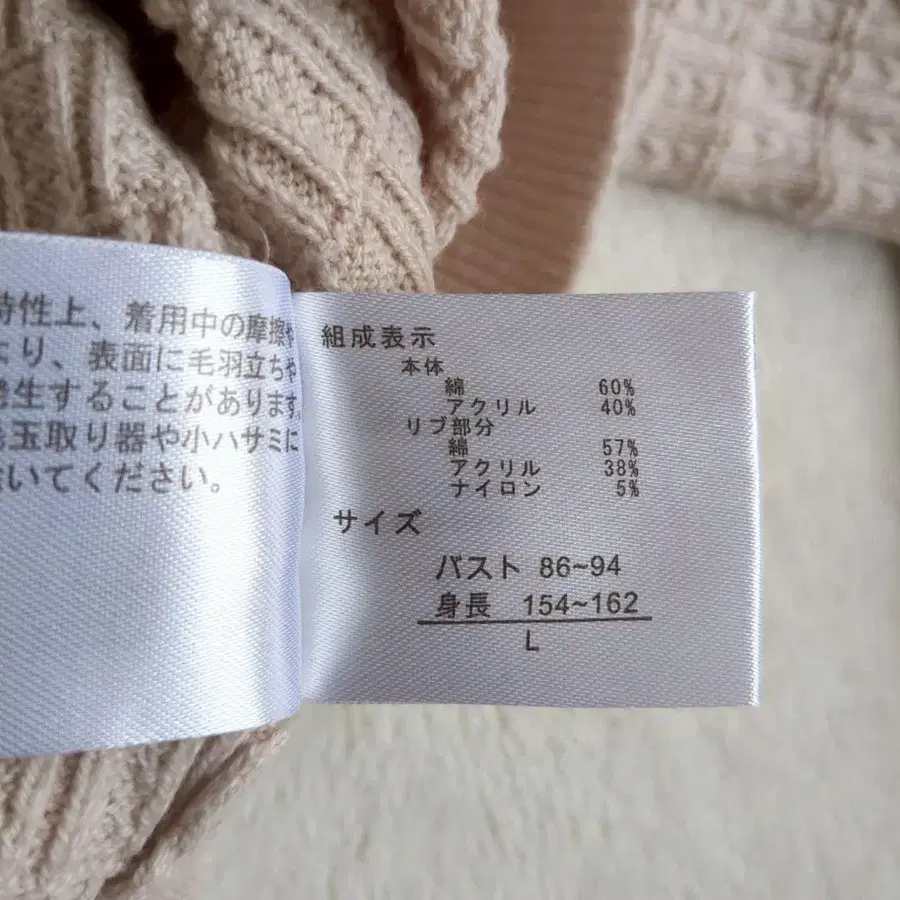 特性上、着用中の摩擦や
より、表面に毛羽立ちや
発生することがあります。
毛玉取り器や小ハサミに
除いてください。
組成表示
本体
綿 60%
アクリル 40%
リブ部分
綿 57%
アクリル 38%
ナイロン 5%
サイズ
バスト 86~94
身長 154~162
L